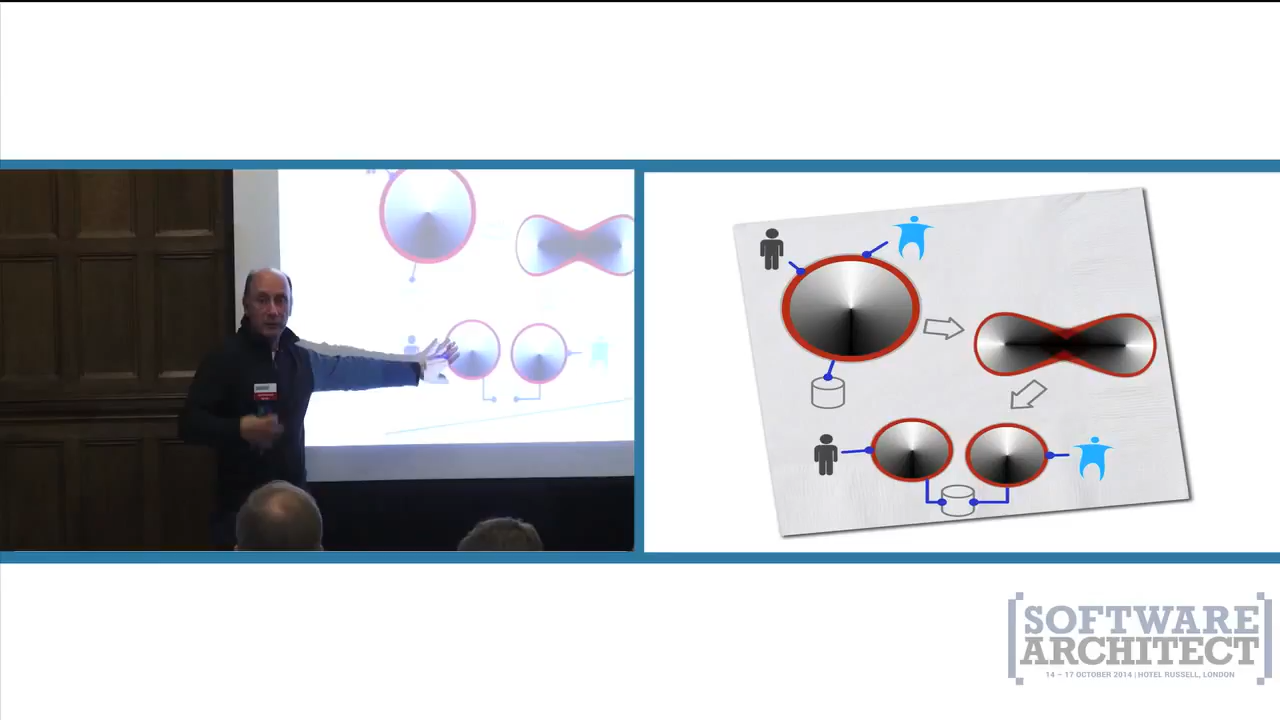 SOFTWARE
ARCHITECT
14 – 17 OCTOBER 2014 | HOTEL RUSSELL, LONDON